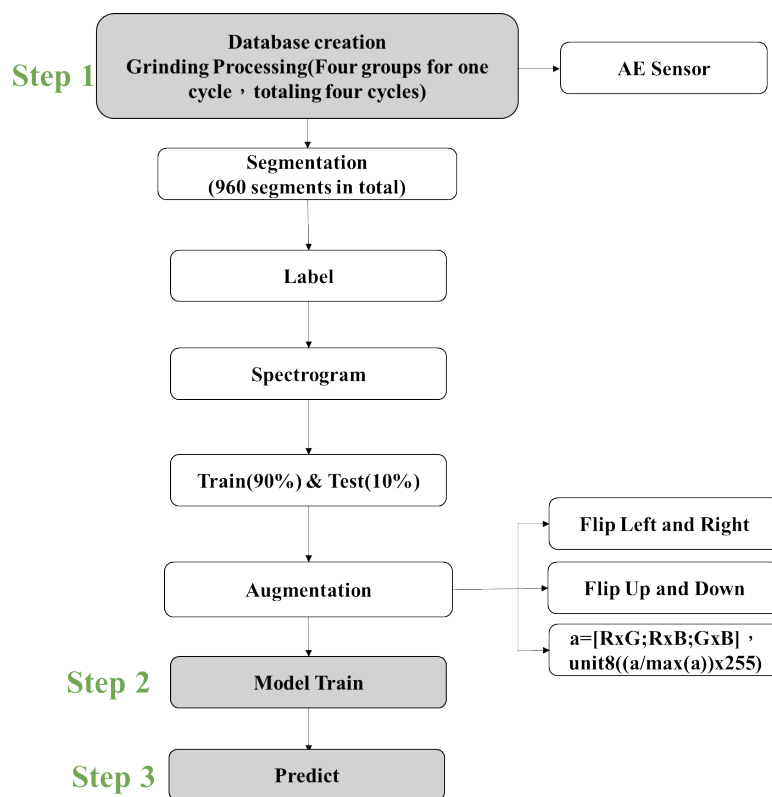 Step 1
Database creation
Grinding Processing(Four groups for one
cycle，totaling four cycles)
AE Sensor
Segmentation
(960 segments in total)
Label
Spectrogram
Train(90%) & Test(10%)
Augmentation
Flip Left and Right
Flip Up and Down
a=[RxG;RxB;GxB]，
unit8((a/max(a))x255)
Step 2
Model Train
Step 3
Predict